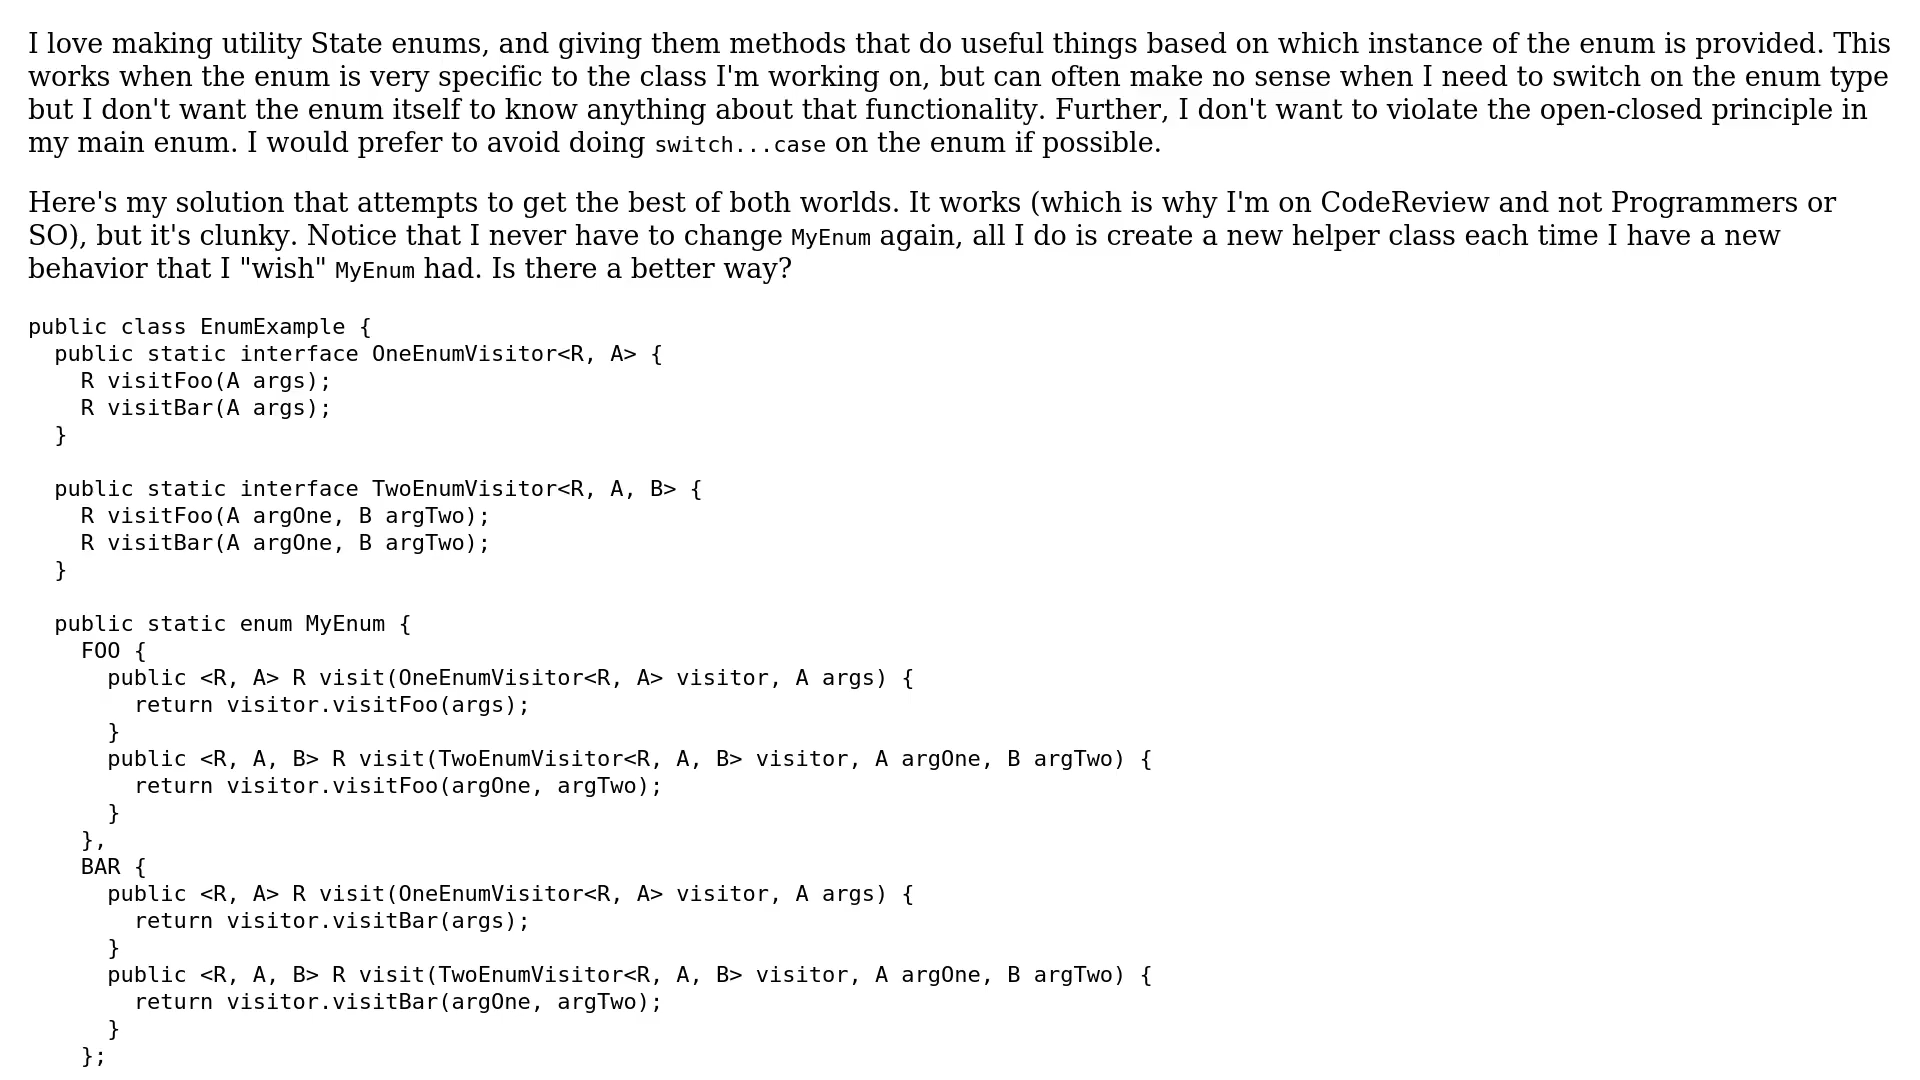 I love making utility State enums, and giving them methods that do useful things based on which instance of the enum is provided. This
works when the enum is very specific to the class I'm working on, but can often make no sense when I need to switch on the enum type
but I don't want the enum itself to know anything about that functionality. Further, I don't want to violate the open-closed principle in
my main enum. I would prefer to avoid doing switch...case on the enum if possible.
Here's my solution that attempts to get the best of both worlds. It works (which is why I'm on CodeReview and not Programmers or
SO), but it's clunky. Notice that I never have to change MyEnum again, all I do is create a new helper class each time I have a new
behavior that I "wish" MyEnum had. Is there a better way?
public class EnumExample {
  public static interface OneEnumVisitor<R, A> {
    R visitFoo(A args);
    R visitBar(A args);
  }
  public static interface TwoEnumVisitor<R, A, B> {
    R visitFoo(A argOne, B argTwo);
    R visitBar(A argOne, B argTwo);
  }
  public static enum MyEnum {
    FOO {
      public <R, A> R visit(OneEnumVisitor<R, A> visitor, A args) {
        return visitor.visitFoo(args);
      }
      public <R, A, B> R visit(TwoEnumVisitor<R, A, B> visitor, A argOne, B argTwo) {
        return visitor.visitFoo(argOne, argTwo);
      }
    },
    BAR {
      public <R, A> R visit(OneEnumVisitor<R, A> visitor, A args) {
        return visitor.visitBar(args);
      }
      public <R, A, B> R visit(TwoEnumVisitor<R, A, B> visitor, A argOne, B argTwo) {
        return visitor.visitBar(argOne, argTwo);
      }
    };